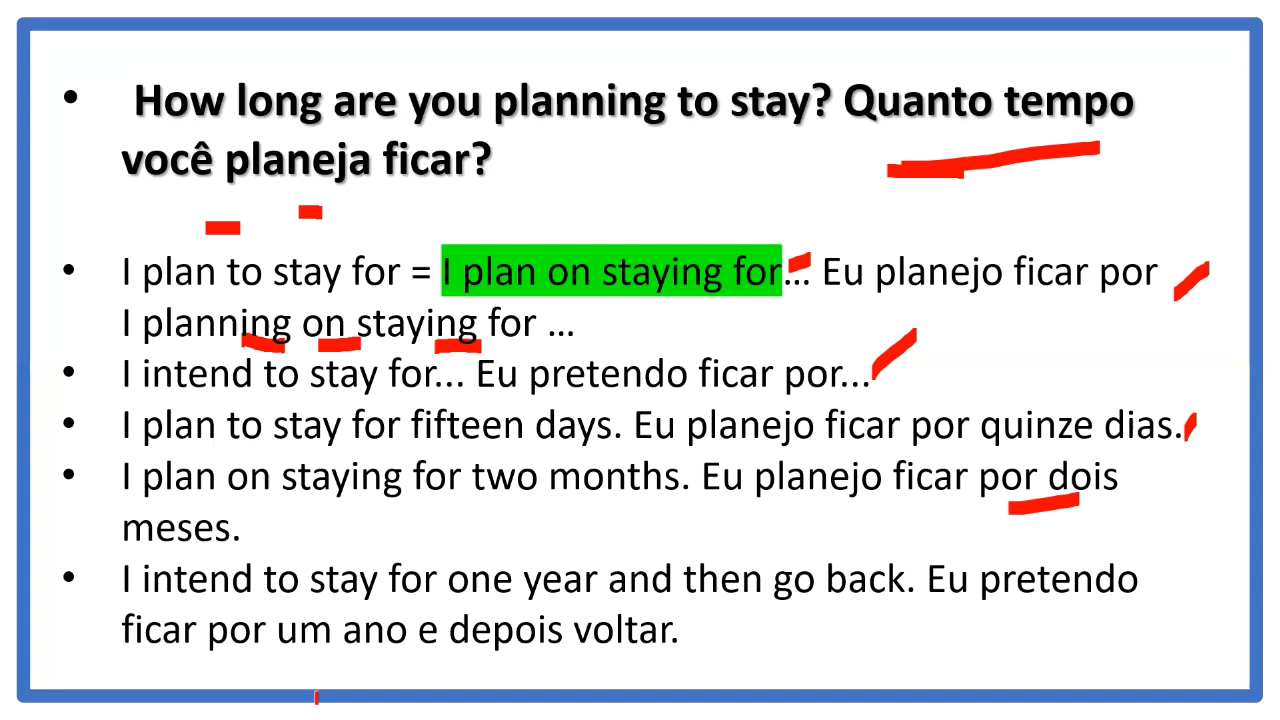 • How long are you planning to stay? Quanto tempo
você planeja ficar?
• I plan to stay for = I plan on staying for... Eu planejo ficar por
I planning on staying for ...
• I intend to stay for... Eu pretendo ficar por...
• I plan to stay for fifteen days. Eu planejo ficar por quinze dias.
• I plan on staying for two months. Eu planejo ficar por dois
meses.
• I intend to stay for one year and then go back. Eu pretendo
ficar por um ano e depois voltar.